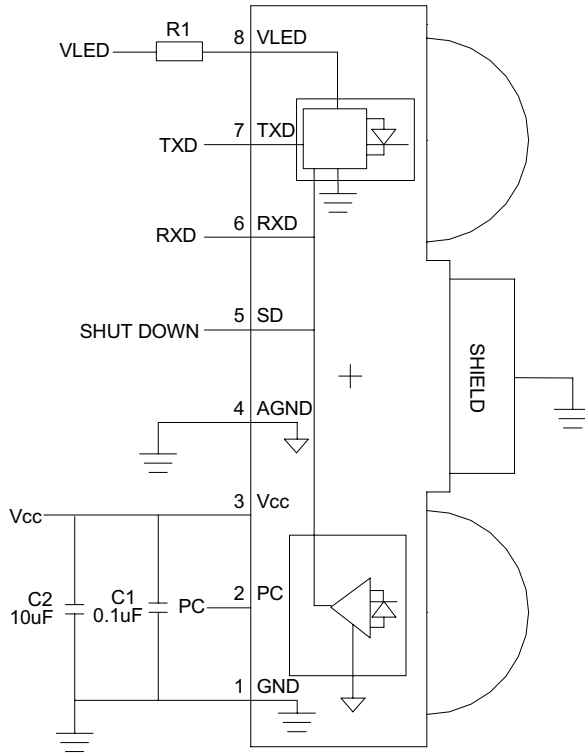 R1
VLED
8 VLED
7 TXD
TXD
6 RXD
RXD
5 SD
SHUT DOWN
SHIELD
4 AGND
3 Vcc
Vcc
2 PC
PC
C2
10uF
C1
0.1uF
1 GND